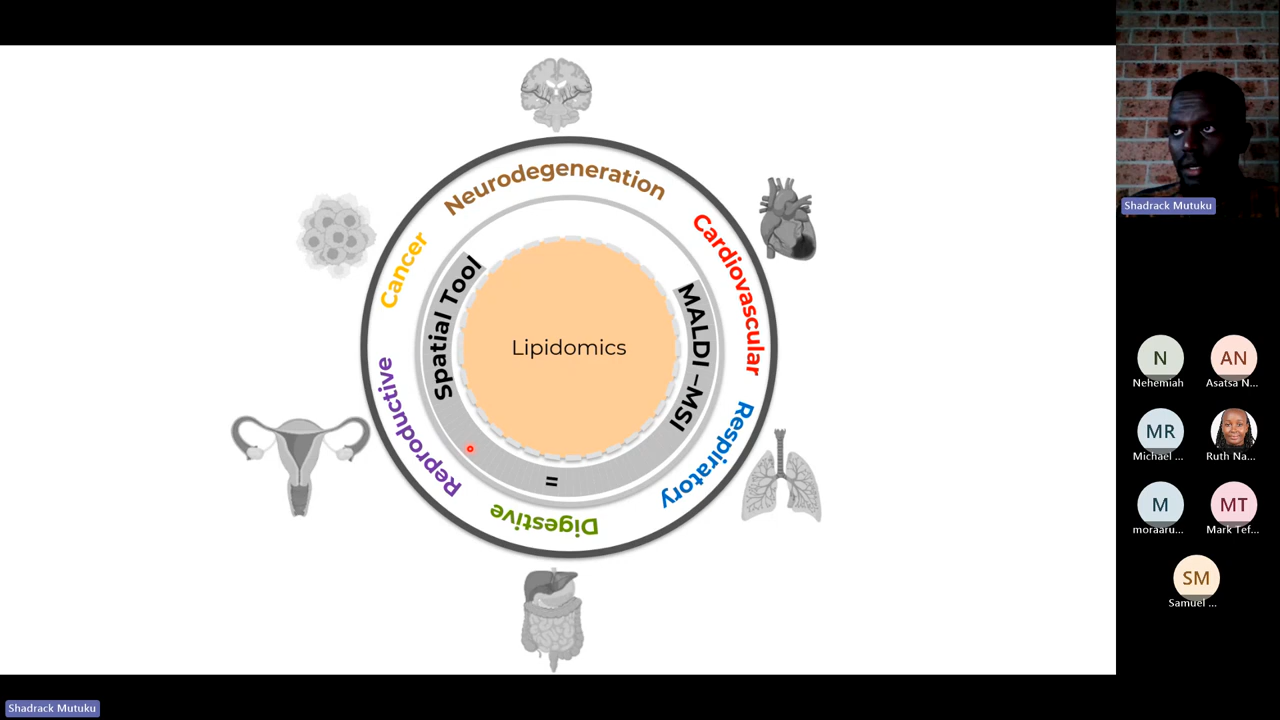 Neurodegeneration
Cardiovascular
Respiratory
Digestive
Reproductive
Cancer
Spatial Tool
=
MALDI –MSI
Lipidomics
Shadrack Mutuku
N
AN
Nehemiah
Asatsa N...
MR
Michael ...
Ruth Na...
M
MT
moraaru...
Mark Tef...
SM
Samuel ...
Shadrack Mutuku